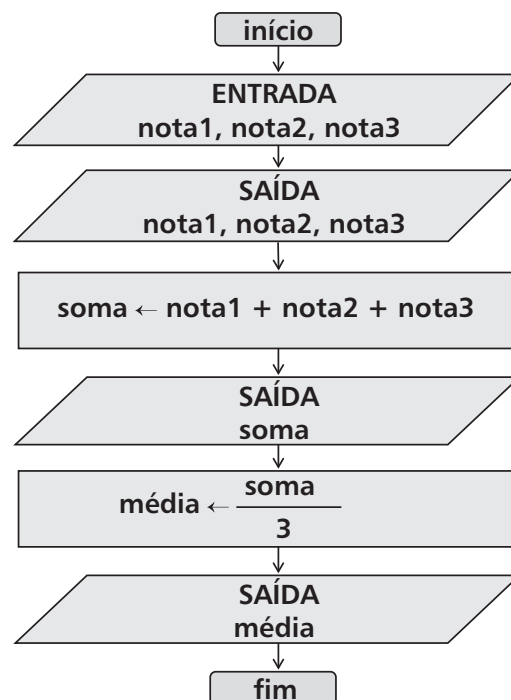 início
ENTRADA
nota1, nota2, nota3
SAÍDA
nota1, nota2, nota3
soma ← nota1 + nota2 + nota3
SAÍDA
soma
média ← soma
3
SAÍDA
média
fim